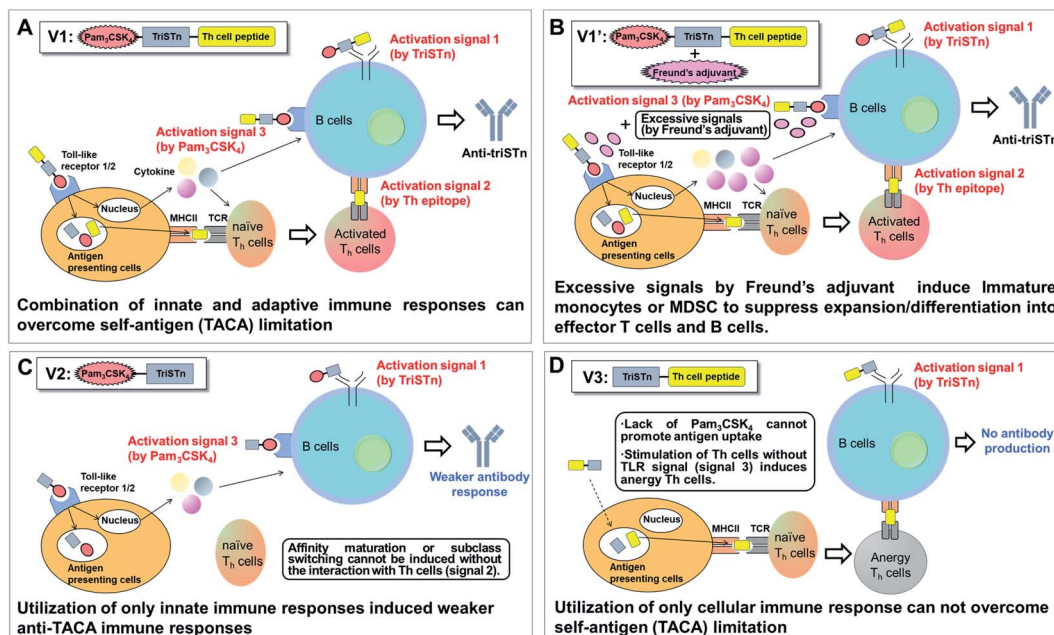 A
V1:
Pam₃CSK₄
TriSTn
Th cell peptide
Activation signal 1
(by TriSTn)
B cells
Anti-triSTn
Activation signal 3
(by Pam₃CSK₄)
Toll-like
receptor 1/2
Cytokine
Activation signal 2
(by Th epitope)
Nucleus
MHCII
TCR
naïve
Tₕ cells
Activated
Tₕ cells
Antigen
presenting cells
Combination of innate and adaptive immune responses can
overcome self-antigen (TACA) limitation
B
V1’:
Pam₃CSK₄
TriSTn
Th cell peptide
+
Freund's adjuvant
Activation signal 1
(by TriSTn)
Activation signal 3 (by Pam₃CSK₄)
+
Excessive signals
(by Freund's adjuvant)
B cells
Anti-triSTn
Toll-like
receptor 1/2
Activation signal 2
(by Th epitope)
Nucleus
MHCII
TCR
naïve
Tₕ cells
Activated
Tₕ cells
Antigen
presenting cells
Excessive signals by Freund's adjuvant induce Immature
monocytes or MDSC to suppress expansion/differentiation into
effector T cells and B cells.
C
V2:
Pam₃CSK₄
TriSTn
Activation signal 1
(by TriSTn)
Activation signal 3
(by Pam₃CSK₄)
B cells
Weaker antibody
response
Toll-like
receptor 1/2
Nucleus
naïve
Tₕ cells
Antigen
presenting cells
Affinity maturation or subclass
switching cannot be induced without
the interaction with Th cells (signal 2).
Utilization of only innate immune responses induced weaker
anti-TACA immune responses
D
V3:
TriSTn
Th cell peptide
Activation signal 1
(by TriSTn)
·Lack of Pam₃CSK₄ cannot
promote antigen uptake
·Stimulation of Th cells without
TLR signal (signal 3) induces
anergy Th cells.
B cells
No antibody
production
Nucleus
MHCII
TCR
naïve
Tₕ cells
Anergy
Tₕ cells
Antigen
presenting cells
Utilization of only cellular immune response can not overcome
self-antigen (TACA) limitation